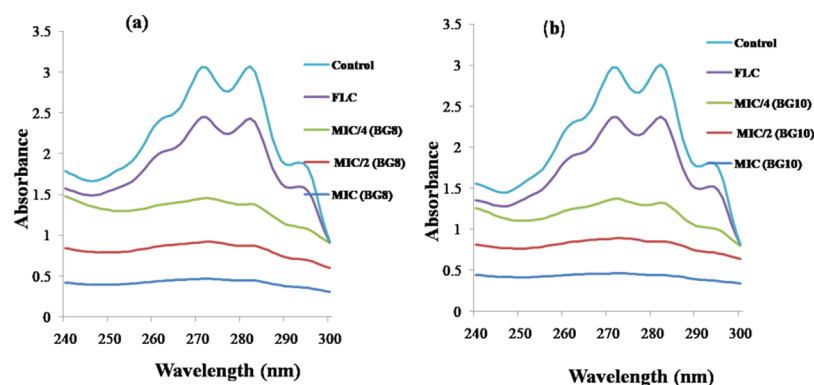 (a)
3.5
3
2.5
2
1.5
1
0.5
0
Absorbance
240 250 260 270 280 290 300
Wavelength (nm)
Control
FLC
MIC/4 (BG8)
MIC/2 (BG8)
MIC (BG8)
(b)
3.5
3
2.5
2
1.5
1
0.5
0
Absorbance
240 250 260 270 280 290 300
Wavelength (nm)
Control
FLC
MIC/4 (BG10)
MIC/2 (BG10)
MIC (BG10)